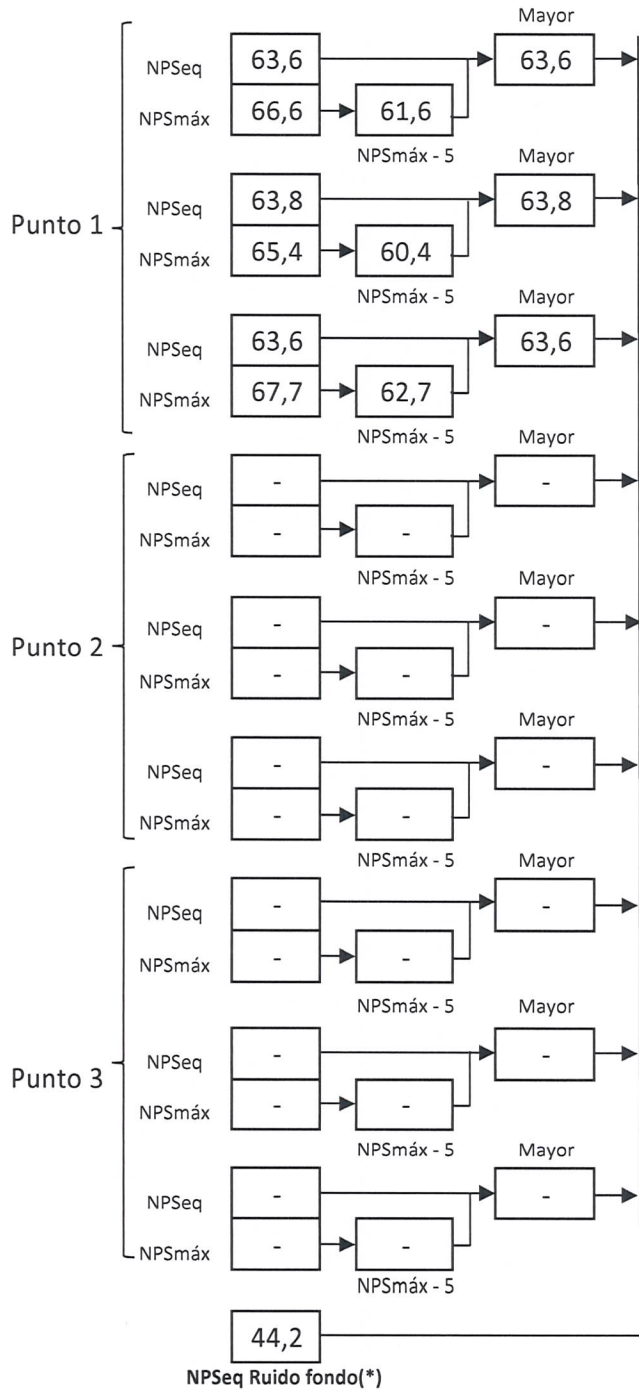 Mayor
NPSeq 63,6 63,6
NPSmáx 66,6 61,6
NPSmáx - 5
Mayor
NPSeq 63,8 63,8
Punto 1
NPSmáx 65,4 60,4
NPSmáx - 5
Mayor
NPSeq 63,6 63,6
NPSmáx 67,7 62,7
NPSmáx - 5
Mayor
NPSeq - -
NPSmáx - -
NPSmáx - 5
Mayor
NPSeq - -
Punto 2
NPSmáx - -
NPSmáx - 5
Mayor
NPSeq - -
NPSmáx - -
NPSmáx - 5
Mayor
NPSeq - -
NPSmáx - -
NPSmáx - 5
Mayor
NPSeq - -
Punto 3
NPSmáx - -
NPSmáx - 5
Mayor
NPSeq - -
NPSmáx - -
NPSmáx - 5
44,2
NPSeq Ruido fondo(*)